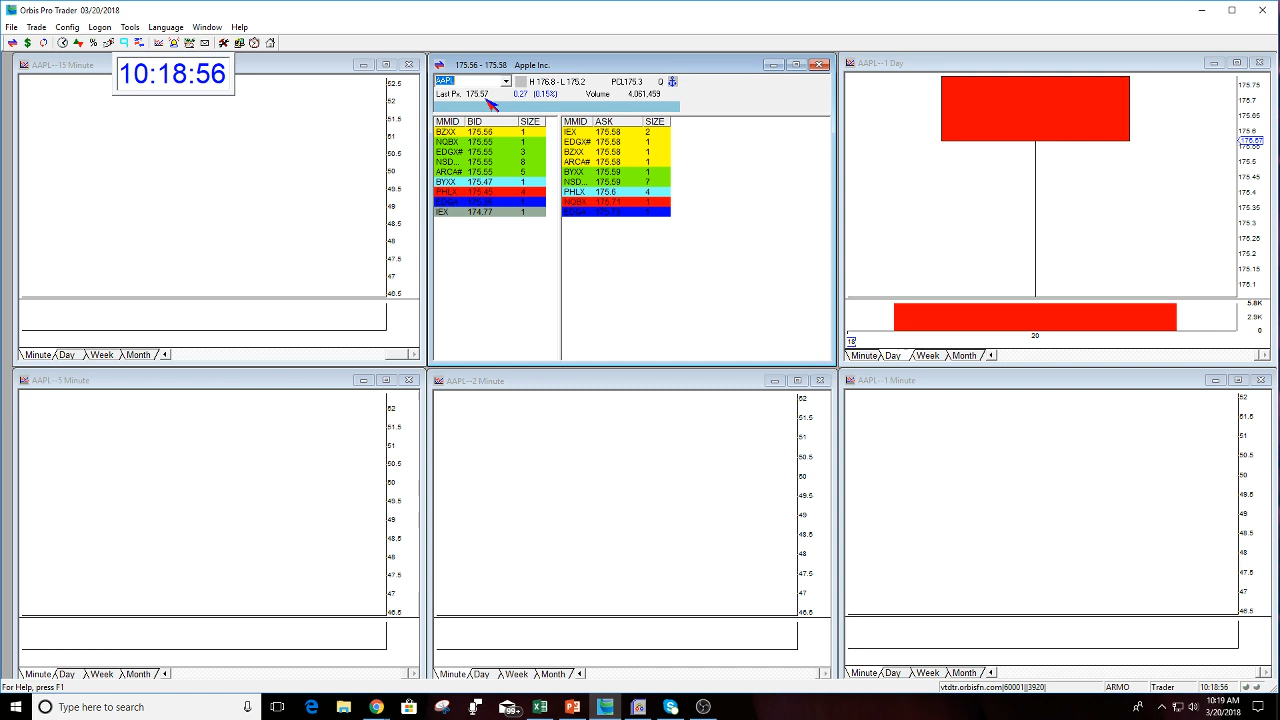 Orbis Pro Trader 03/20/2018
File Trade Config Logon Tools Language Window Help
10:18:56
AAPL--15 Minute
52.5
52
51.5
51
50.5
50
49.5
49
48.5
48
47.5
47
46.5
Minute Day Week Month
175.56 - 175.58 Apple Inc.
AAPL H 176.8 - L 175.2 PCL175.3 Q
Last Px. 175.57 0.27 (0.15%) Volume 4,061,459
MMID BID SIZE
BZXX 175.56 1
NQBX 175.55 1
EDGX# 175.55 3
NSD... 175.55 8
ARCA# 175.55 5
BYXX 175.47 1
PHLX 175.45 4
EDGA 1
IEX 174.77 1
MMID ASK SIZE
IEX 175.58 2
EDGX# 175.58 1
BZXX 175.58 1
ARCA# 175.58 1
BYXX 175.59 1
NSD... 175.59 7
PHLX 175.6 4
NQBX 175.71 1
EDGA
AAPL--1 Day
175.75
175.7
175.6
175.5
175.45
175.4
175.35
175.3
175.25
175.2
175.15
175.1
5.8K
2.9K
0
18 20
Minute Day Week Month
AAPL--5 Minute
52
51.5
51
50.5
50
49.5
49
48.5
48
47.5
47
46.5
Minute Day Week Month
AAPL--2 Minute
52
51.5
51
50.5
50
49.5
49
48.5
48
47.5
47
46.5
Minute Day Week Month
AAPL--1 Minute
52
51.5
51
50.5
50
49.5
49
48.5
48
47.5
47
46.5
Minute Day Week Month
For Help, press F1 vtdtr.orbisfn.com|60001||3920| ARMO Trader 10:18:56
Type here to search
99+
10:19 AM
3/20/2018